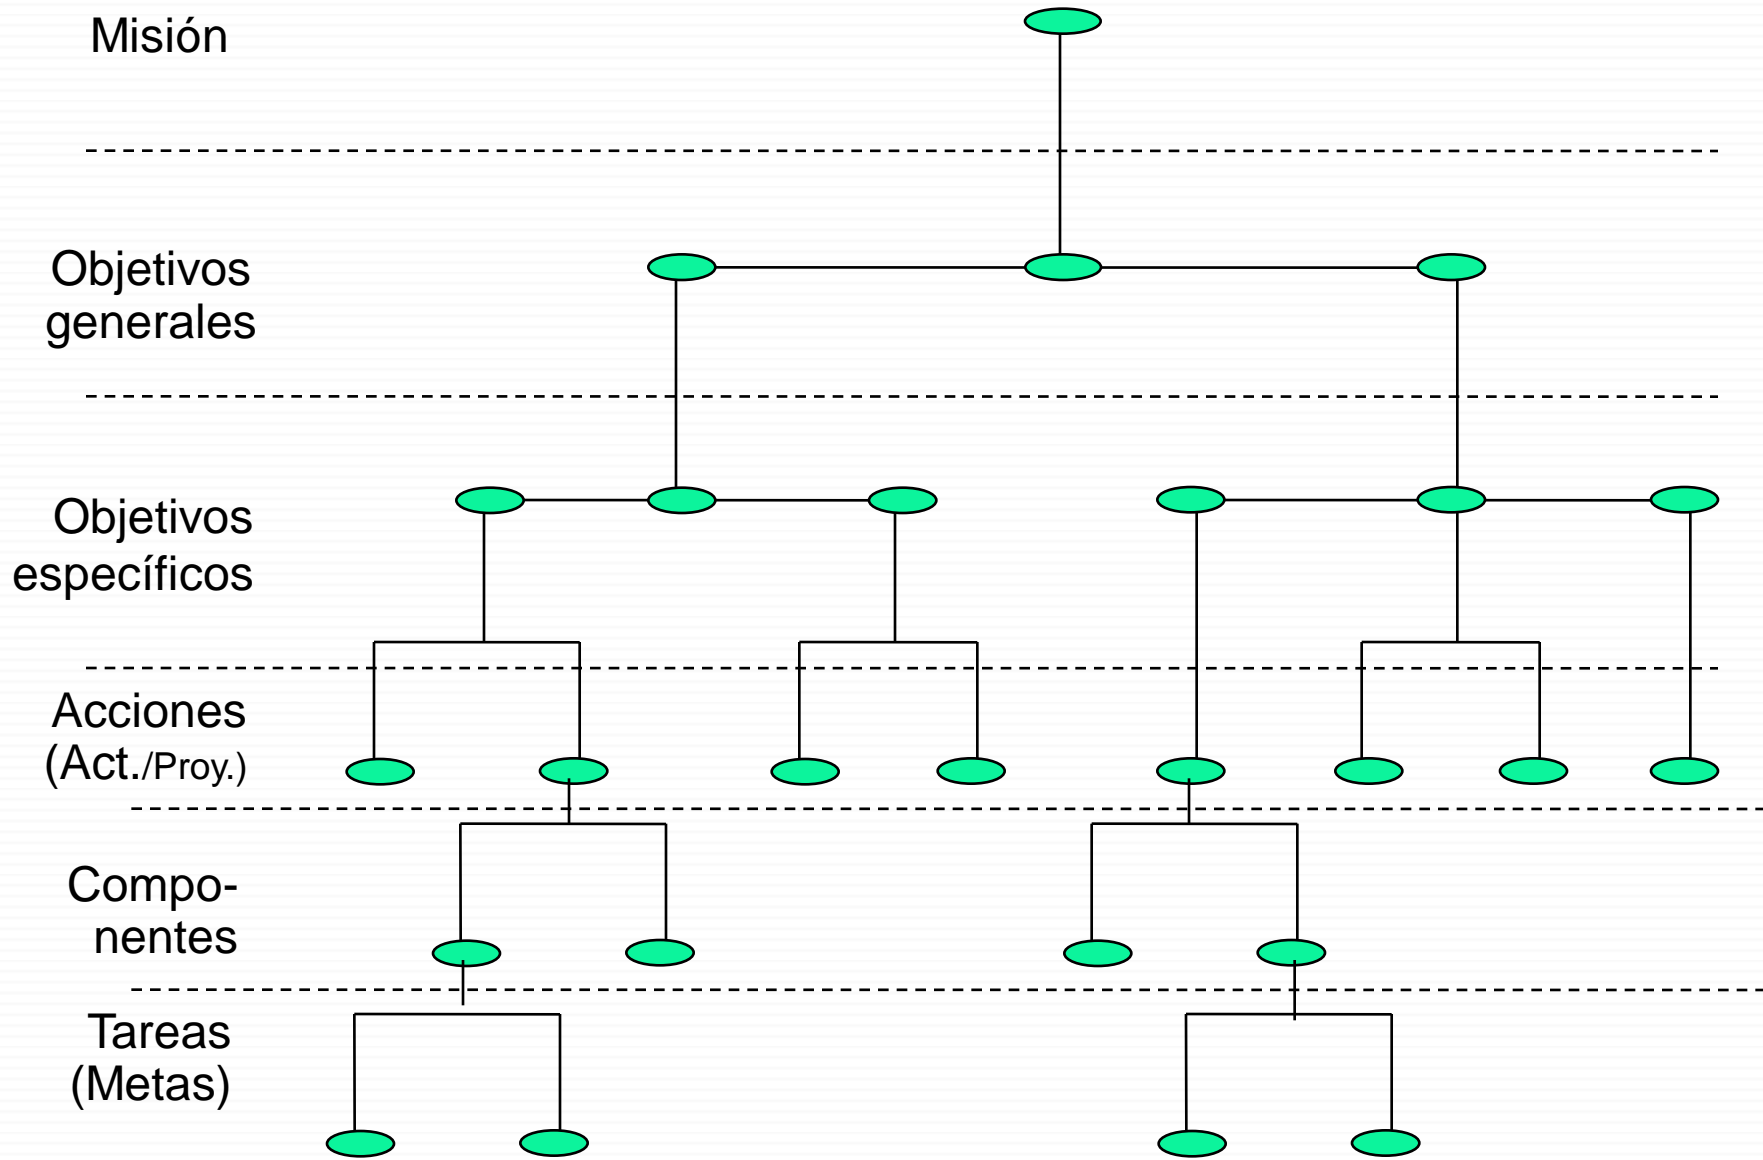 Misión
Objetivos
generales
Objetivos
específicos
Acciones
(Act./Proy.)
Compo-
nentes
Tareas
(Metas)